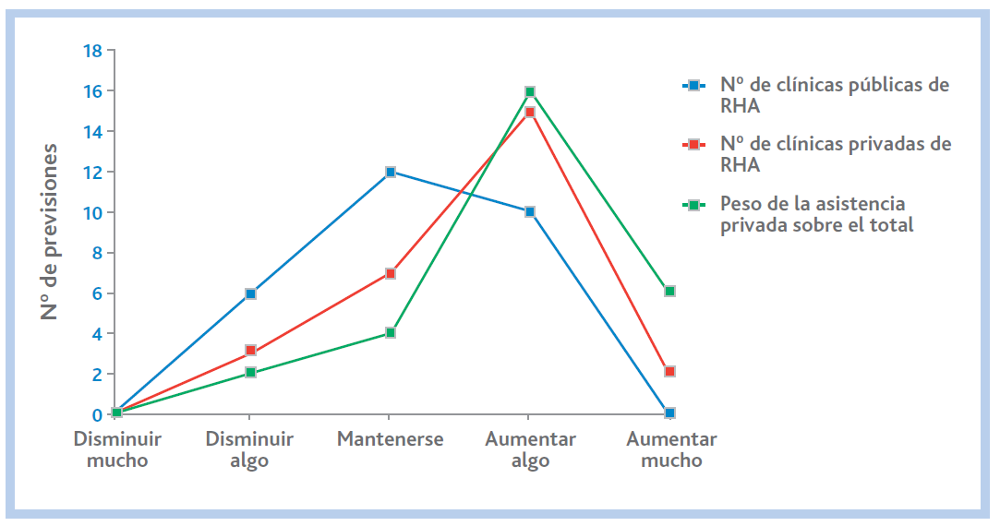 Nº de previsiones
18
16
14
12
10
8
6
4
2
0
Disminuir
mucho
Disminuir
algo
Mantenerse
Aumentar
algo
Aumentar
mucho
Nº de clínicas públicas de
RHA
Nº de clínicas privadas de
RHA
Peso de la asistencia
privada sobre el total